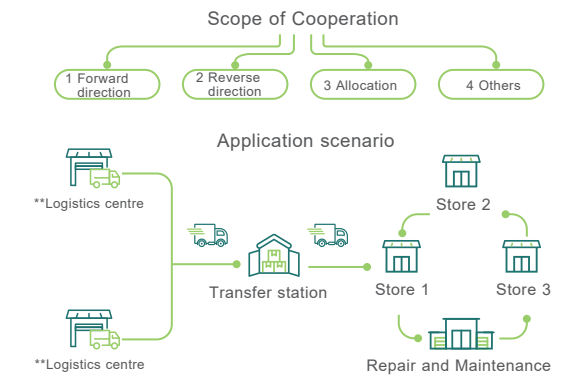 Scope of Cooperation
1 Forward
direction
2 Reverse
direction
3 Allocation
4 Others
Application scenario
**Logistics centre
Store 2
Transfer station
Store 1
Store 3
**Logistics centre
Repair and Maintenance